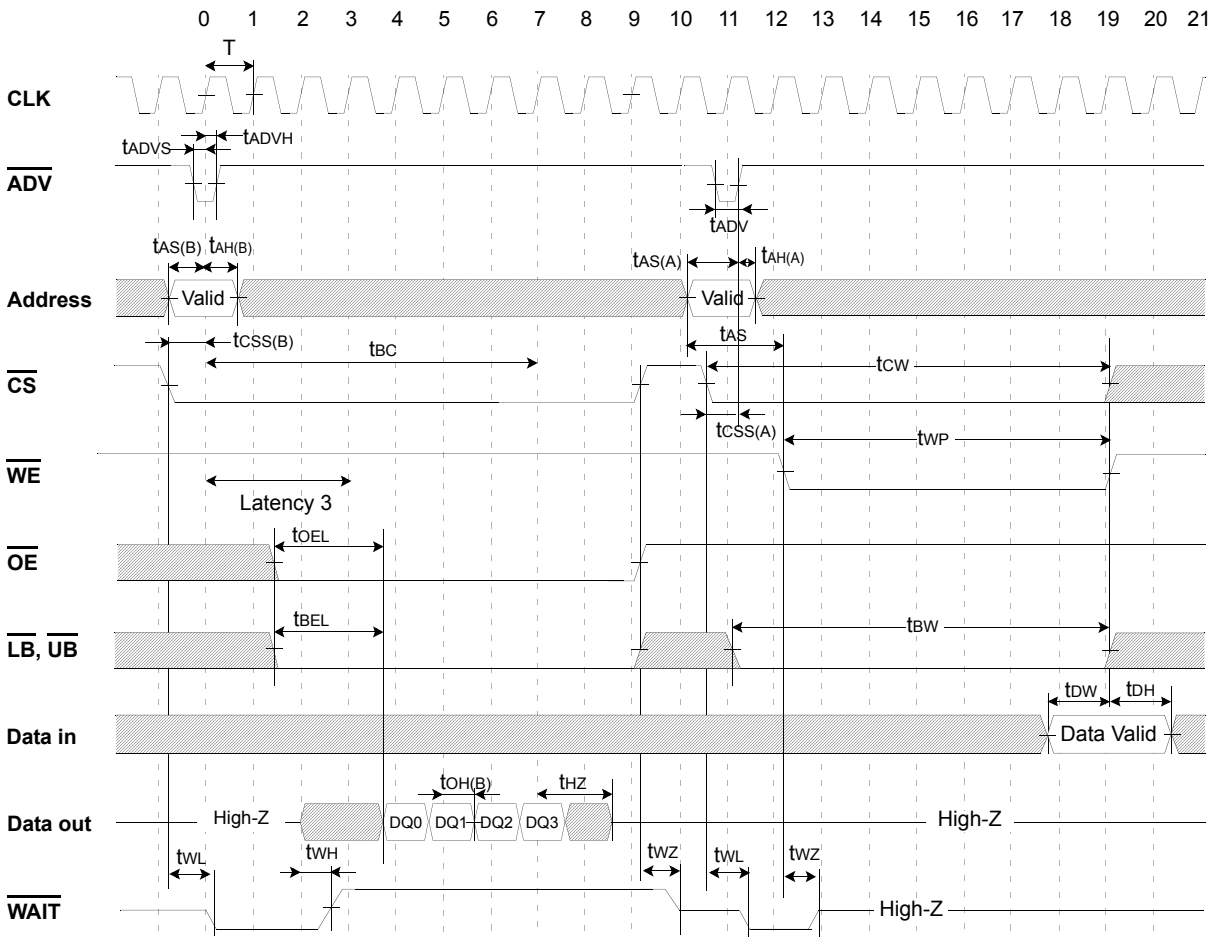 0 1 2 3 4 5 6 7 8 9 10 11 12 13 14 15 16 17 18 19 20 21
T
CLK
tADVH
tADVS
ADV
tADV
tAS(B) tAH(B)
tAS(A) tAH(A)
Address Valid Valid
tCSS(B) tAS
tBC
tCW
CS
tCSS(A)
tWP
WE
Latency 3
tOEL
OE
tBEL
tBW
LB, UB
tDW tDH
Data in Data Valid
tOH(B) tHZ
Data out High-Z DQ0 DQ1 DQ2 DQ3 High-Z
tWL tWH tWZ tWL tWZ
WAIT High-Z